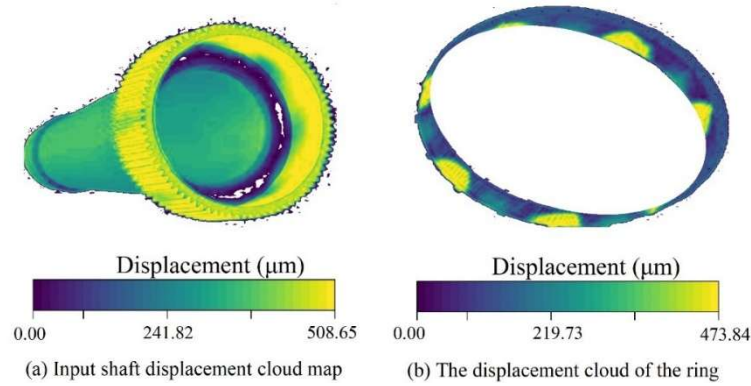 Displacement (μm)
0.00 241.82 508.65
(a) Input shaft displacement cloud map
Displacement (μm)
0.00 219.73 473.84
(b) The displacement cloud of the ring